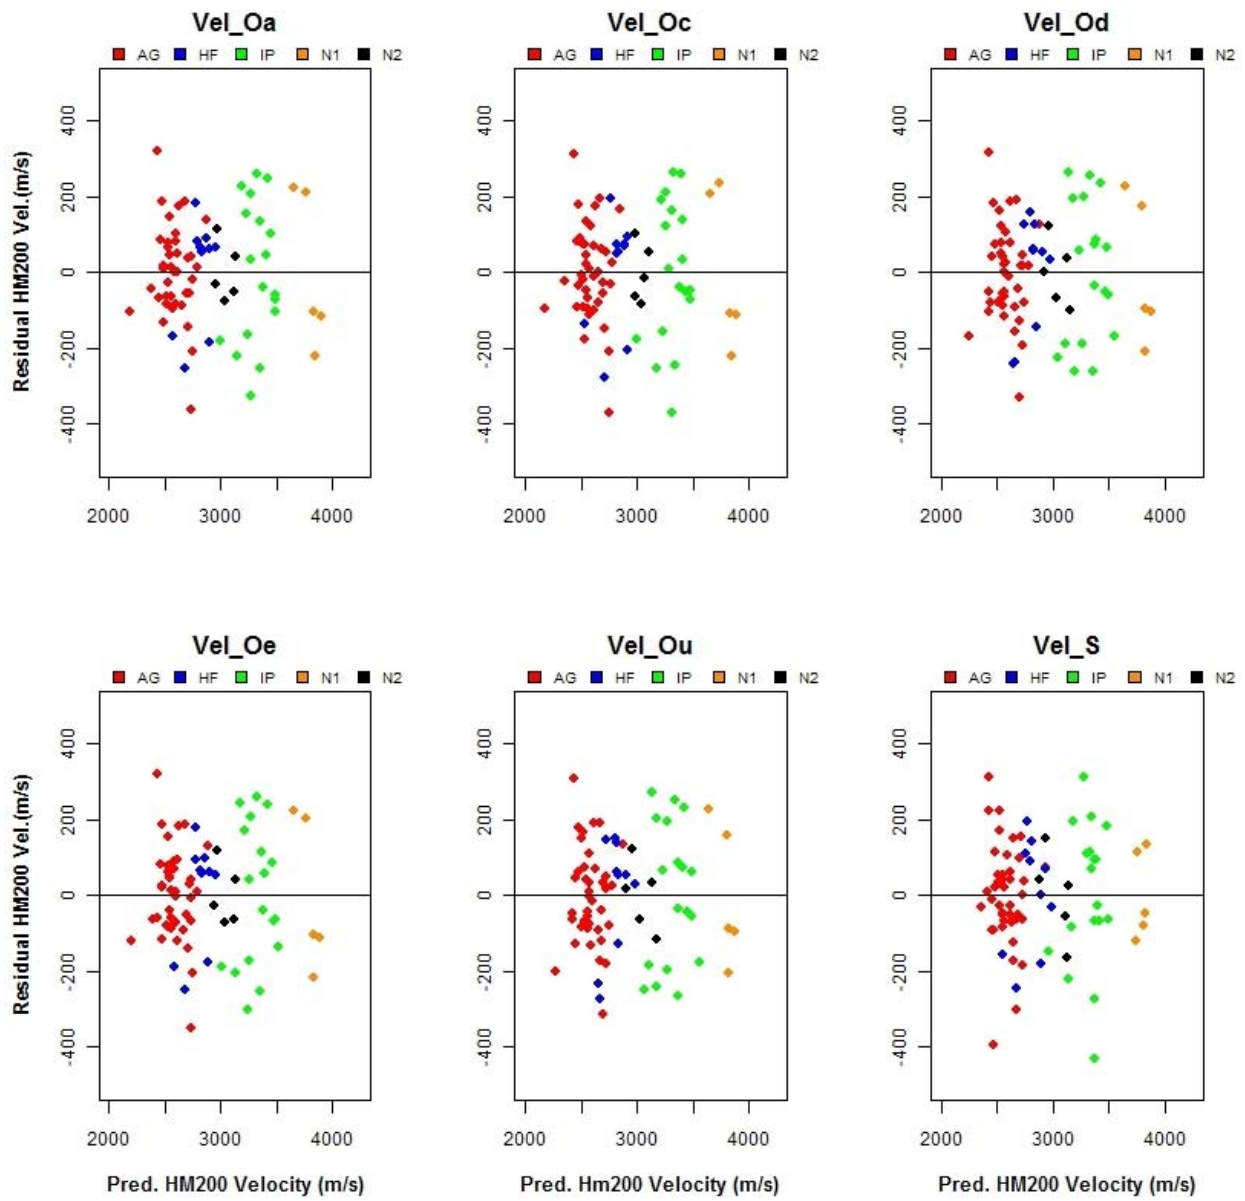 Vel_Oa
AG HF IP N1 N2
Residual HM200 Vel.(m/s)
400
200
0
-200
-400
2000 3000 4000
Vel_Oc
AG HF IP N1 N2
400
200
0
-200
-400
2000 3000 4000
Vel_Od
AG HF IP N1 N2
400
200
0
-200
-400
2000 3000 4000
Vel_Oe
AG HF IP N1 N2
Residual HM200 Vel.(m/s)
400
200
0
-200
-400
2000 3000 4000
Pred. HM200 Velocity (m/s)
Vel_Ou
AG HF IP N1 N2
400
200
0
-200
-400
2000 3000 4000
Pred. Hm200 Velocity (m/s)
Vel_S
AG HF IP N1 N2
400
200
0
-200
-400
2000 3000 4000
Pred. HM200 Velocity (m/s)